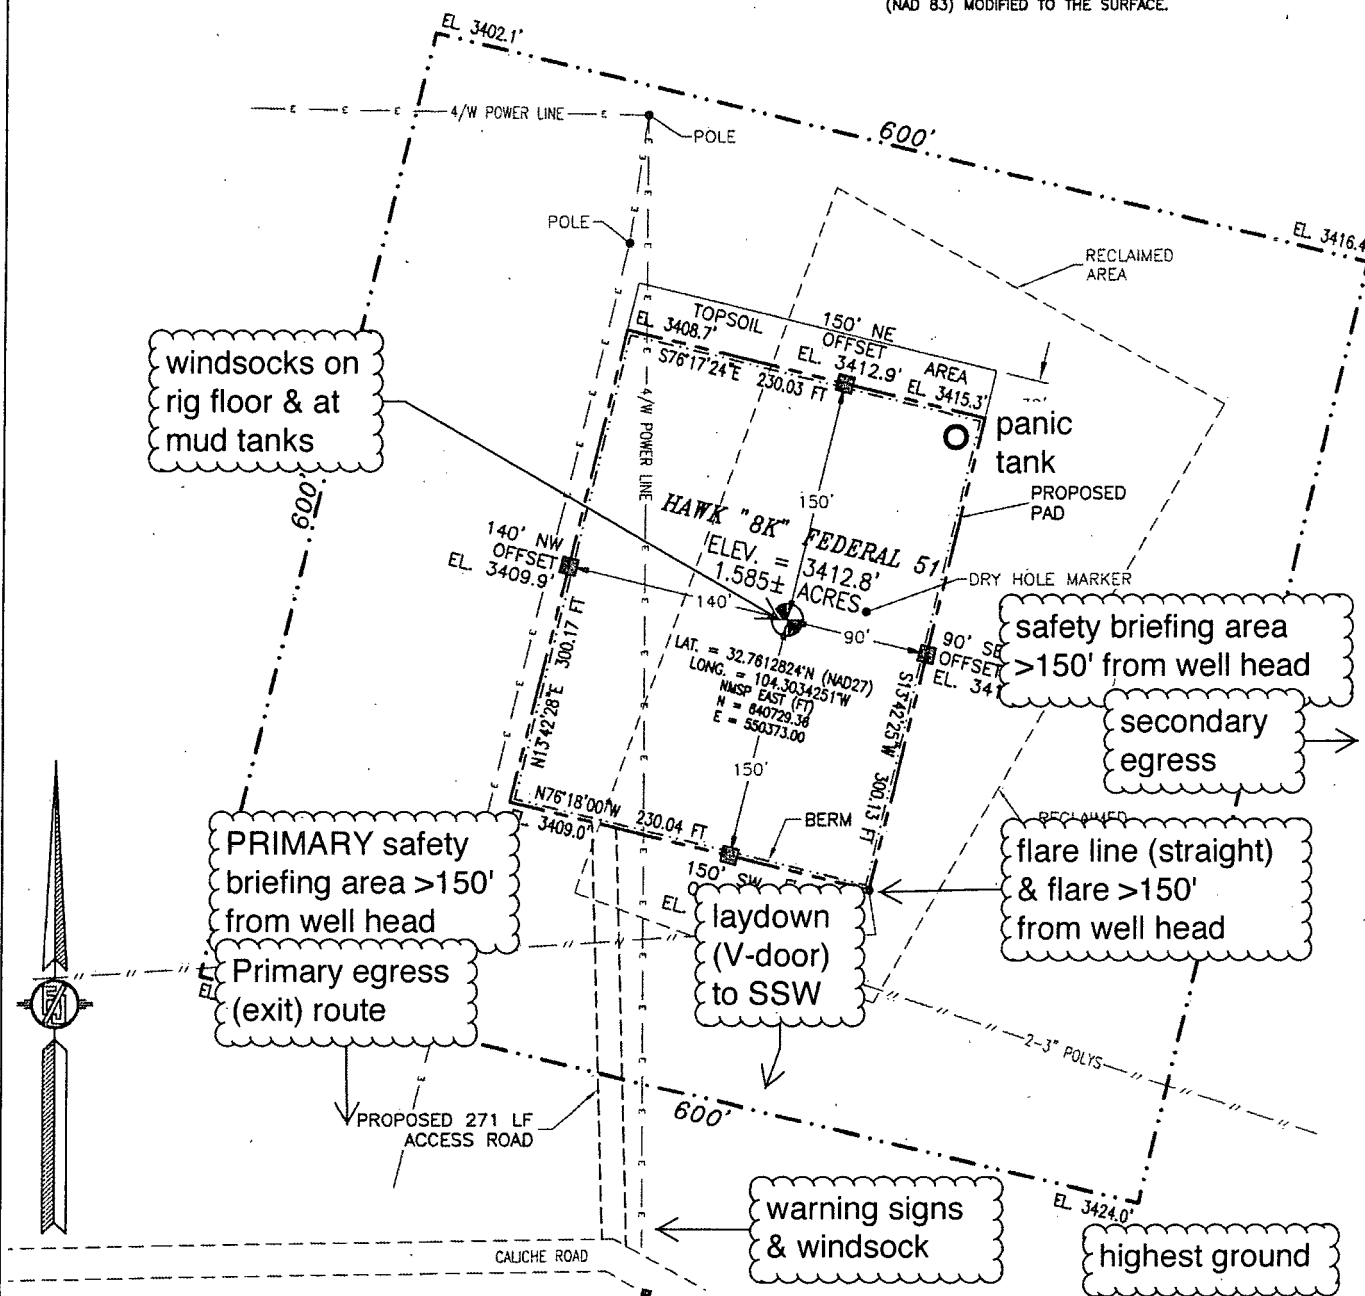 (NAD 83) MODIFIED TO THE SURFACE.
EL. 3402.1'
4/W POWER LINE
POLE
600'
POLE
EL. 3416.4
RECLAIMED
AREA
TOPSOIL
150' NE
OFFSET
EL. 3412.9'
AREA
EL. 3408.7'
EL. 3415.3'
S76°17'24"E 230.03 FT
windsocks on
rig floor & at
mud tanks
4/W POWER LINE
panic
tank
PROPOSED
PAD
600'
150'
HAWK "8K" FEDERAL 51
ELEV. = 3412.8'
1.585± ACRES
140' NW
OFFSET
EL. 3409.9'
DRY HOLE MARKER
140'
90'
90' SE
OFFSET
EL. 341
safety briefing area
>150' from well head
LAT. = 32.7612824°N (NAD27)
LONG. = 104.3034251°W
NMSP EAST (FT)
N = 640729.38
E = 550373.00
N13°42'28"E 300.17 FT
S13°42'25"W 300.13 FT
secondary
egress
150'
N76°18'00"W 230.04 FT
3409.0'
BERM
RECLAIMED
PRIMARY safety
briefing area >150'
from well head
flare line (straight)
& flare >150'
from well head
150' SW
EL.
laydown
(V-door)
to SSW
Primary egress
(exit) route
EL
2-3" POLYS
600'
PROPOSED 271 LF
ACCESS ROAD
warning signs
& windsock
EL. 3424.0'
highest ground
CALICHE ROAD